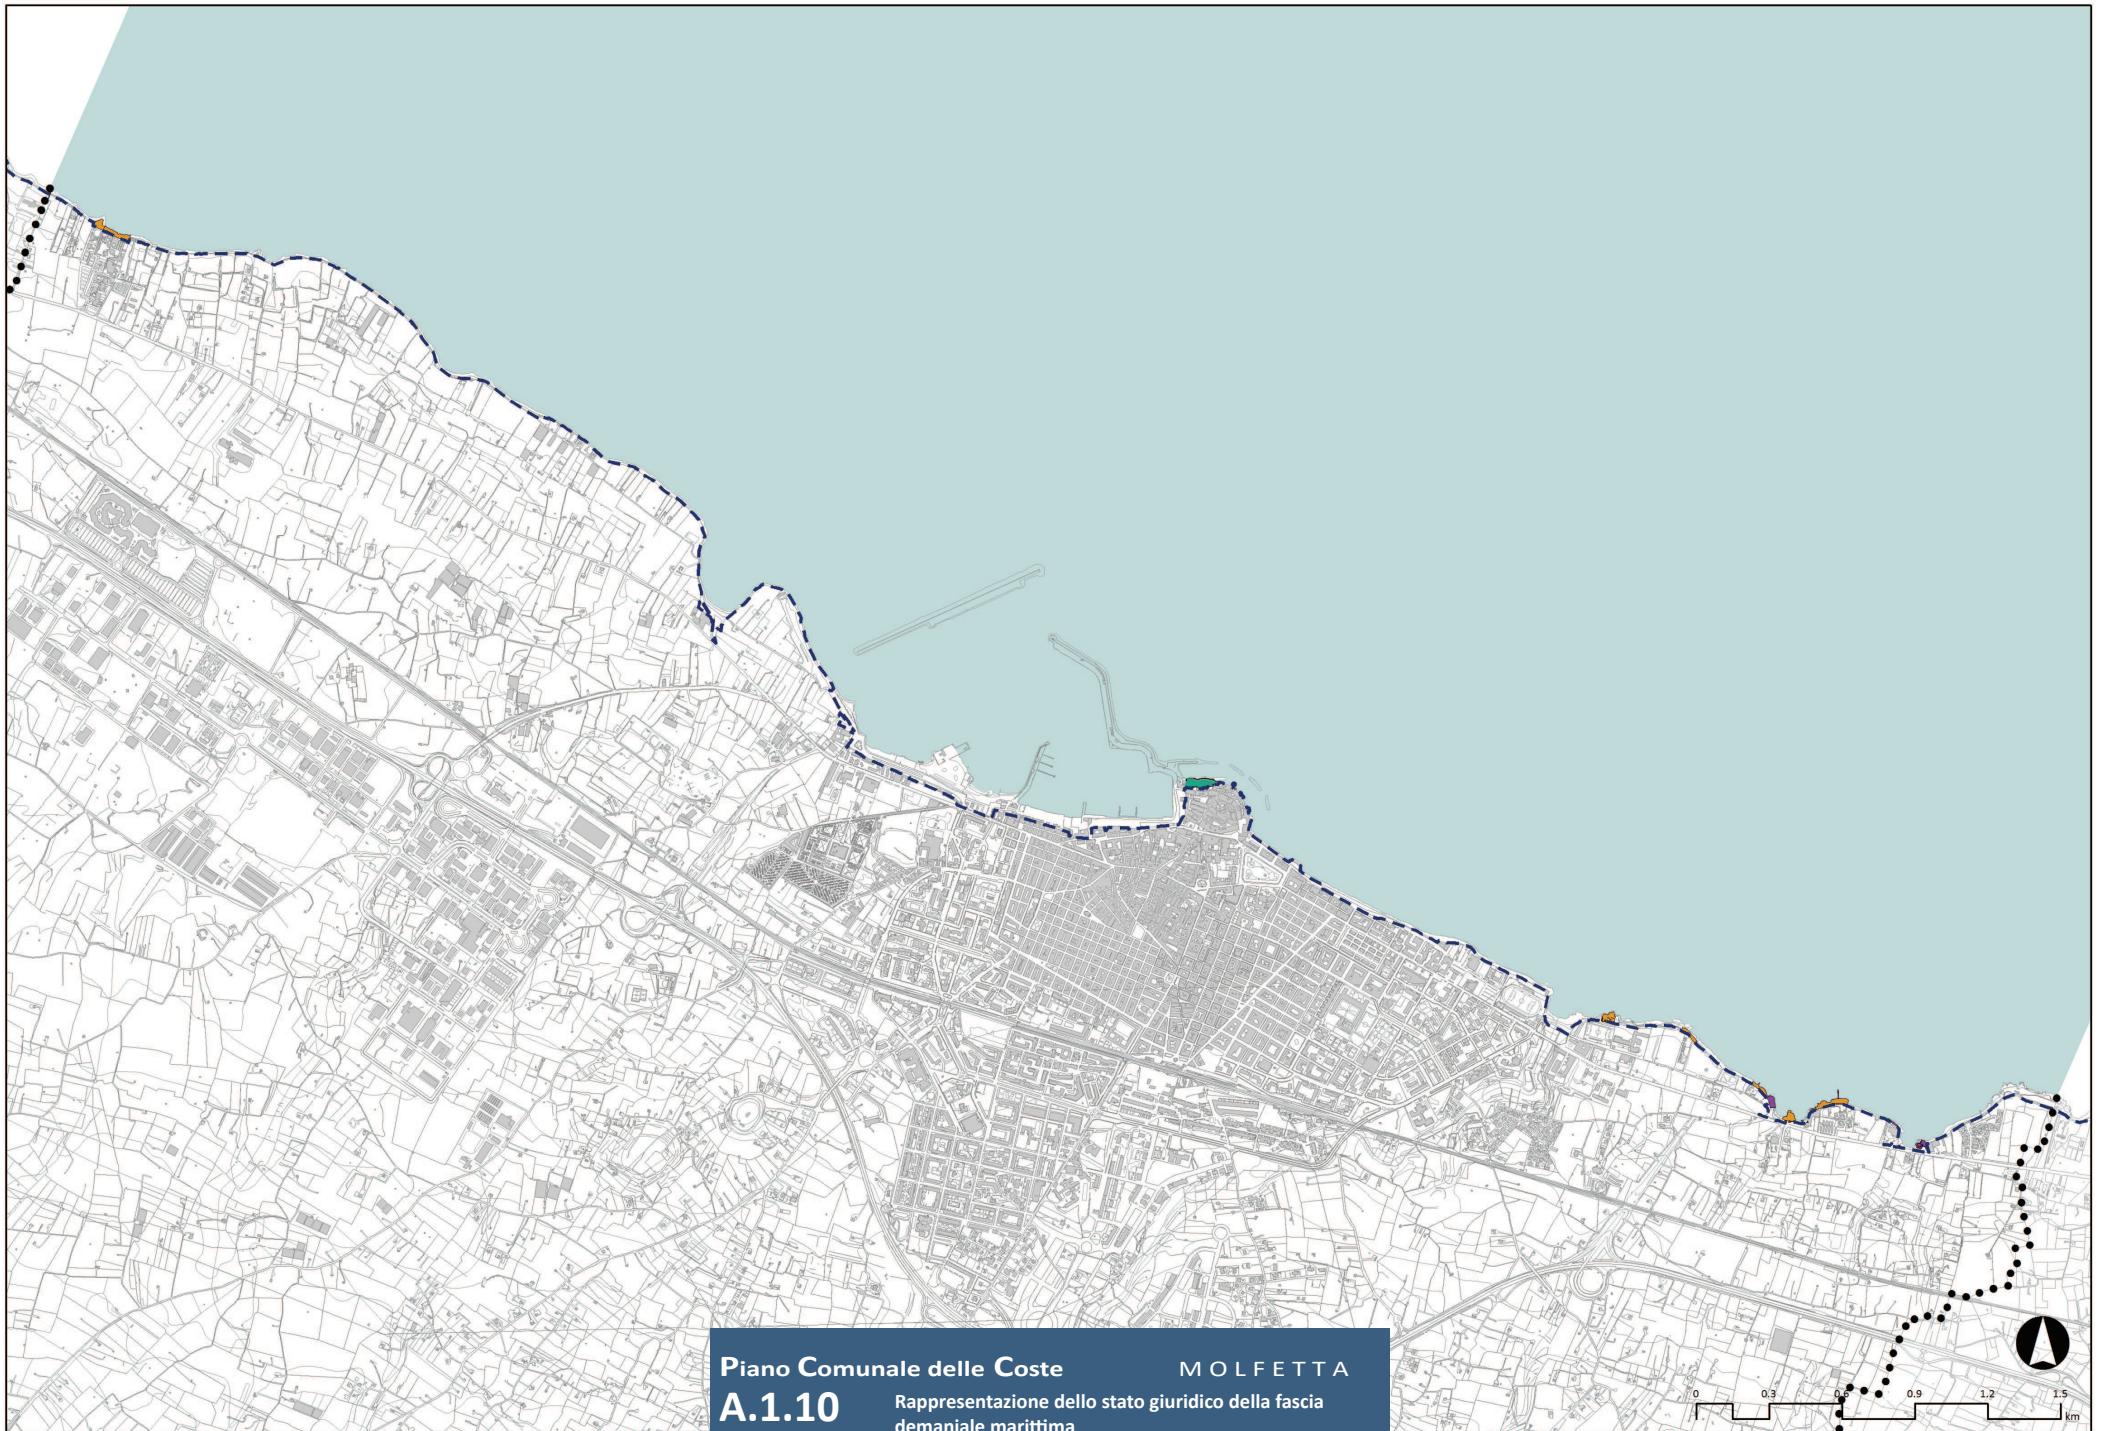 Piano Comunale delle Coste MOLFETTA
A.1.10 Rappresentazione dello stato giuridico della fascia
demaniale marittima
0 0.3 0.6 0.9 1.2 1.5
km